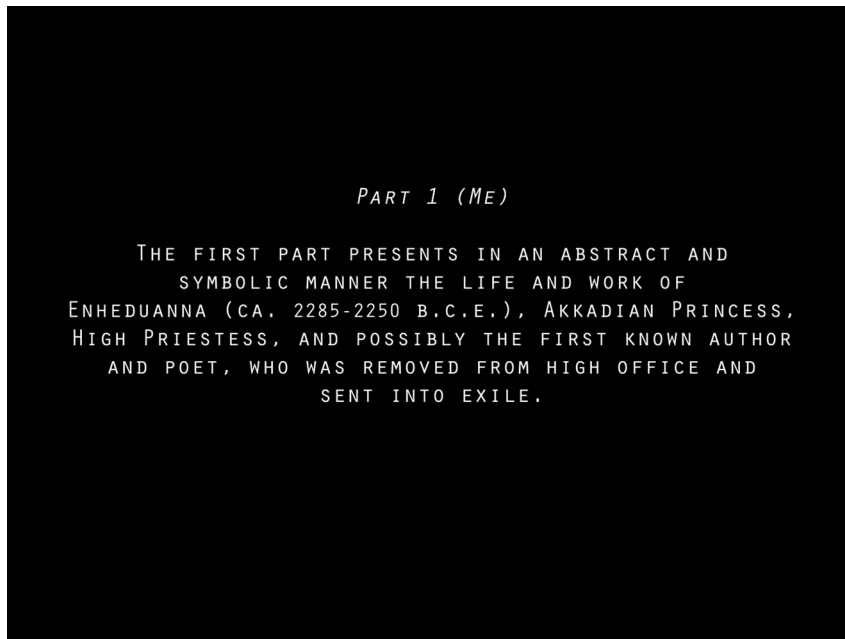 Part 1 (Me)
The first part presents in an abstract and
symbolic manner the life and work of
Enheduanna (ca. 2285-2250 b.c.e.), Akkadian Princess,
High Priestess, and possibly the first known author
and poet, who was removed from high office and
sent into exile.